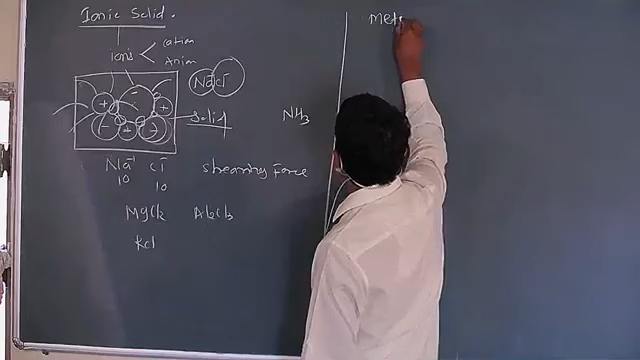 Ionic Solid.
ions
cation
Anion
+ - +
- + -
NaCl
Solid
NH3
Na+ Cl-
10 10
shearing Force
MgCl2 AlCl3
KCl
Met